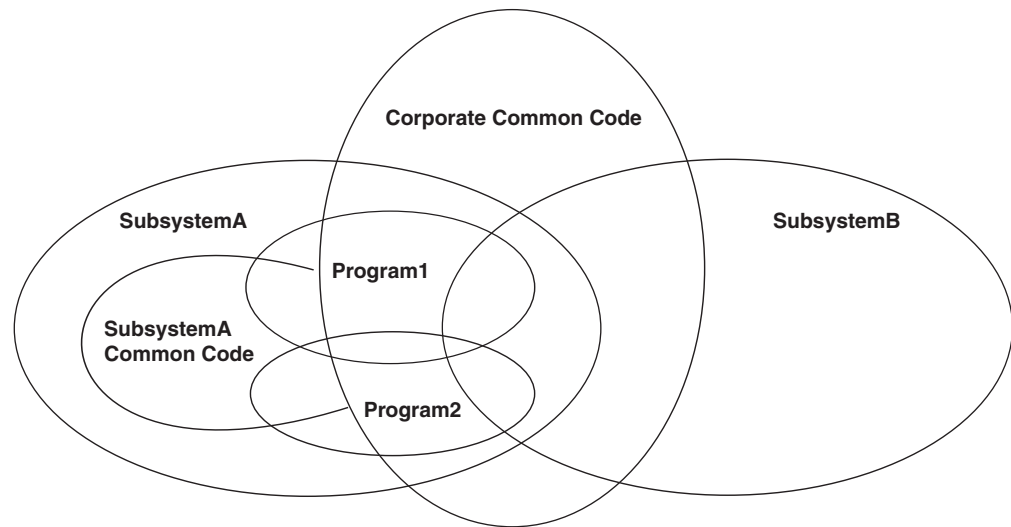 Corporate Common Code
SubsystemA
SubsystemB
Program1
SubsystemA
Common Code
Program2